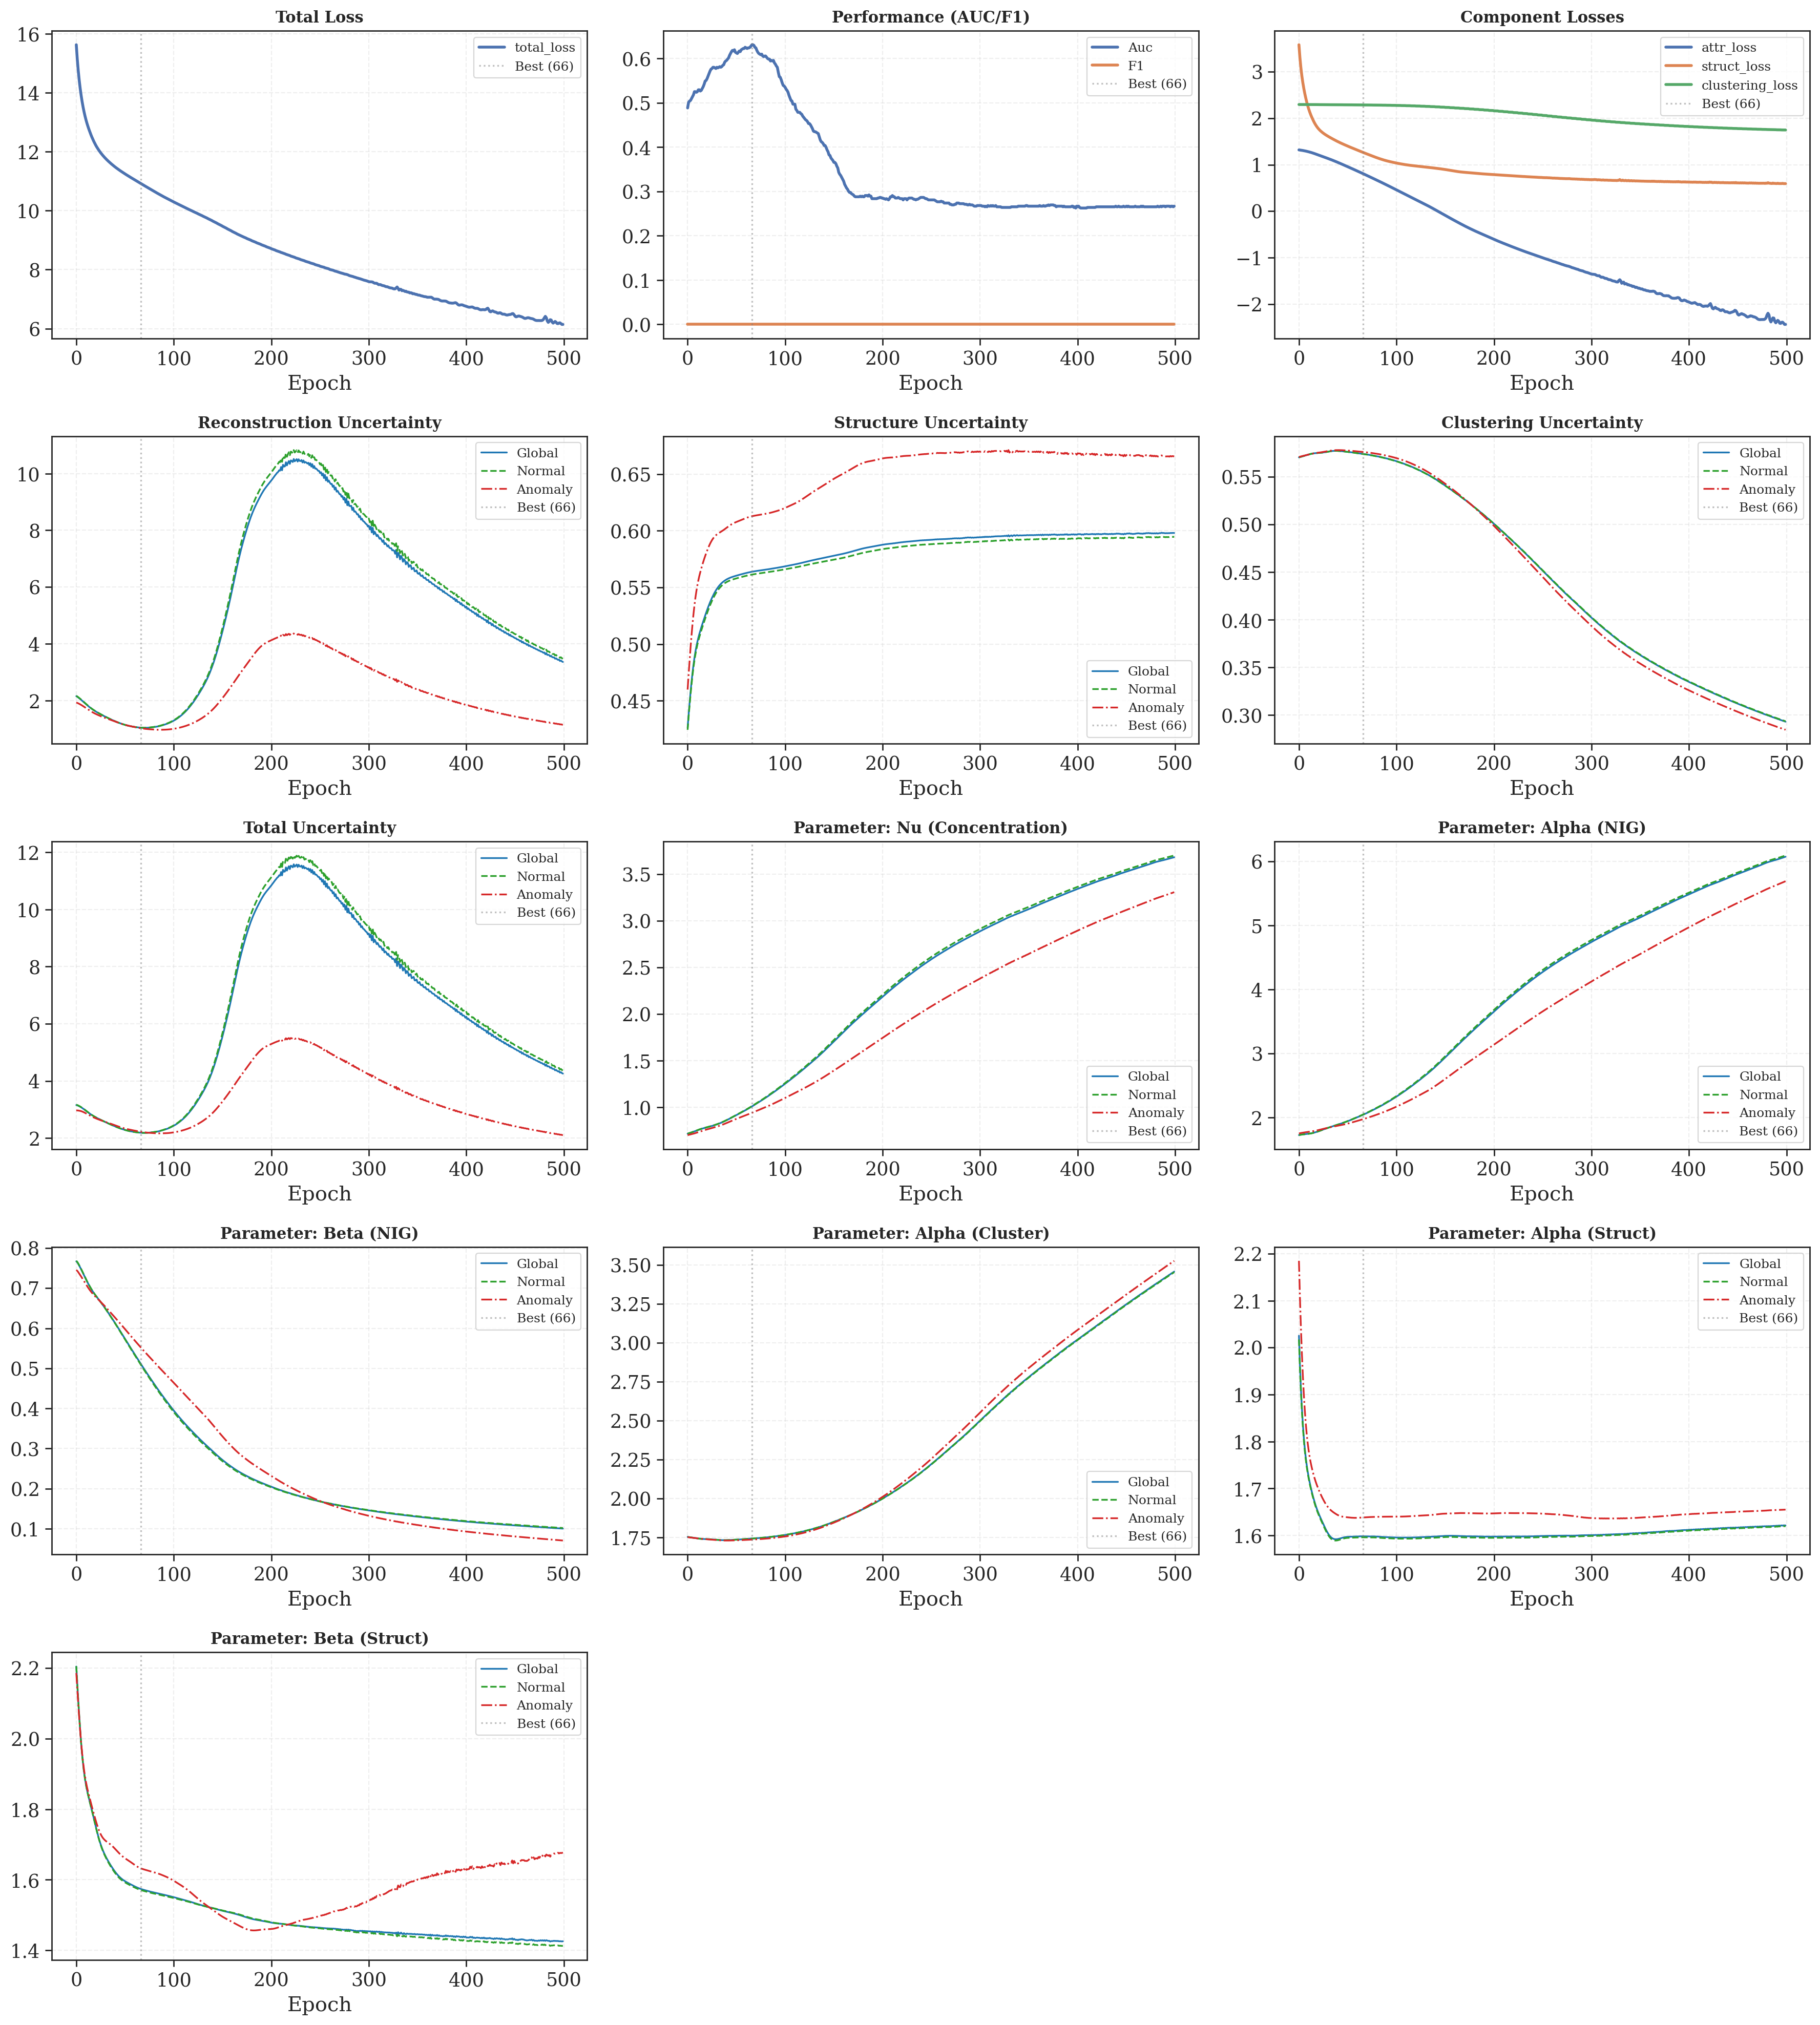 Total Loss
16
14
12
10
8
6
total_loss
Best (66)
0
100
200
300
400
500
Epoch
Performance (AUC/F1)
0.6
0.5
0.4
0.3
0.2
0.1
0.0
Auc
F1
Best (66)
0
100
200
300
400
500
Epoch
Component Losses
3
2
1
0
−1
−2
attr_loss
struct_loss
clustering_loss
Best (66)
0
100
200
300
400
500
Epoch
Reconstruction Uncertainty
10
8
6
4
2
Global
Normal
Anomaly
Best (66)
0
100
200
300
400
500
Epoch
Structure Uncertainty
0.65
0.60
0.55
0.50
0.45
Global
Normal
Anomaly
Best (66)
0
100
200
300
400
500
Epoch
Clustering Uncertainty
0.55
0.50
0.45
0.40
0.35
0.30
Global
Normal
Anomaly
Best (66)
0
100
200
300
400
500
Epoch
Total Uncertainty
12
10
8
6
4
2
Global
Normal
Anomaly
Best (66)
0
100
200
300
400
500
Epoch
Parameter: Nu (Concentration)
3.5
3.0
2.5
2.0
1.5
1.0
Global
Normal
Anomaly
Best (66)
0
100
200
300
400
500
Epoch
Parameter: Alpha (NIG)
6
5
4
3
2
Global
Normal
Anomaly
Best (66)
0
100
200
300
400
500
Epoch
Parameter: Beta (NIG)
0.8
0.7
0.6
0.5
0.4
0.3
0.2
0.1
Global
Normal
Anomaly
Best (66)
0
100
200
300
400
500
Epoch
Parameter: Alpha (Cluster)
3.50
3.25
3.00
2.75
2.50
2.25
2.00
1.75
Global
Normal
Anomaly
Best (66)
0
100
200
300
400
500
Epoch
Parameter: Alpha (Struct)
2.2
2.1
2.0
1.9
1.8
1.7
1.6
Global
Normal
Anomaly
Best (66)
0
100
200
300
400
500
Epoch
Parameter: Beta (Struct)
2.2
2.0
1.8
1.6
1.4
Global
Normal
Anomaly
Best (66)
0
100
200
300
400
500
Epoch